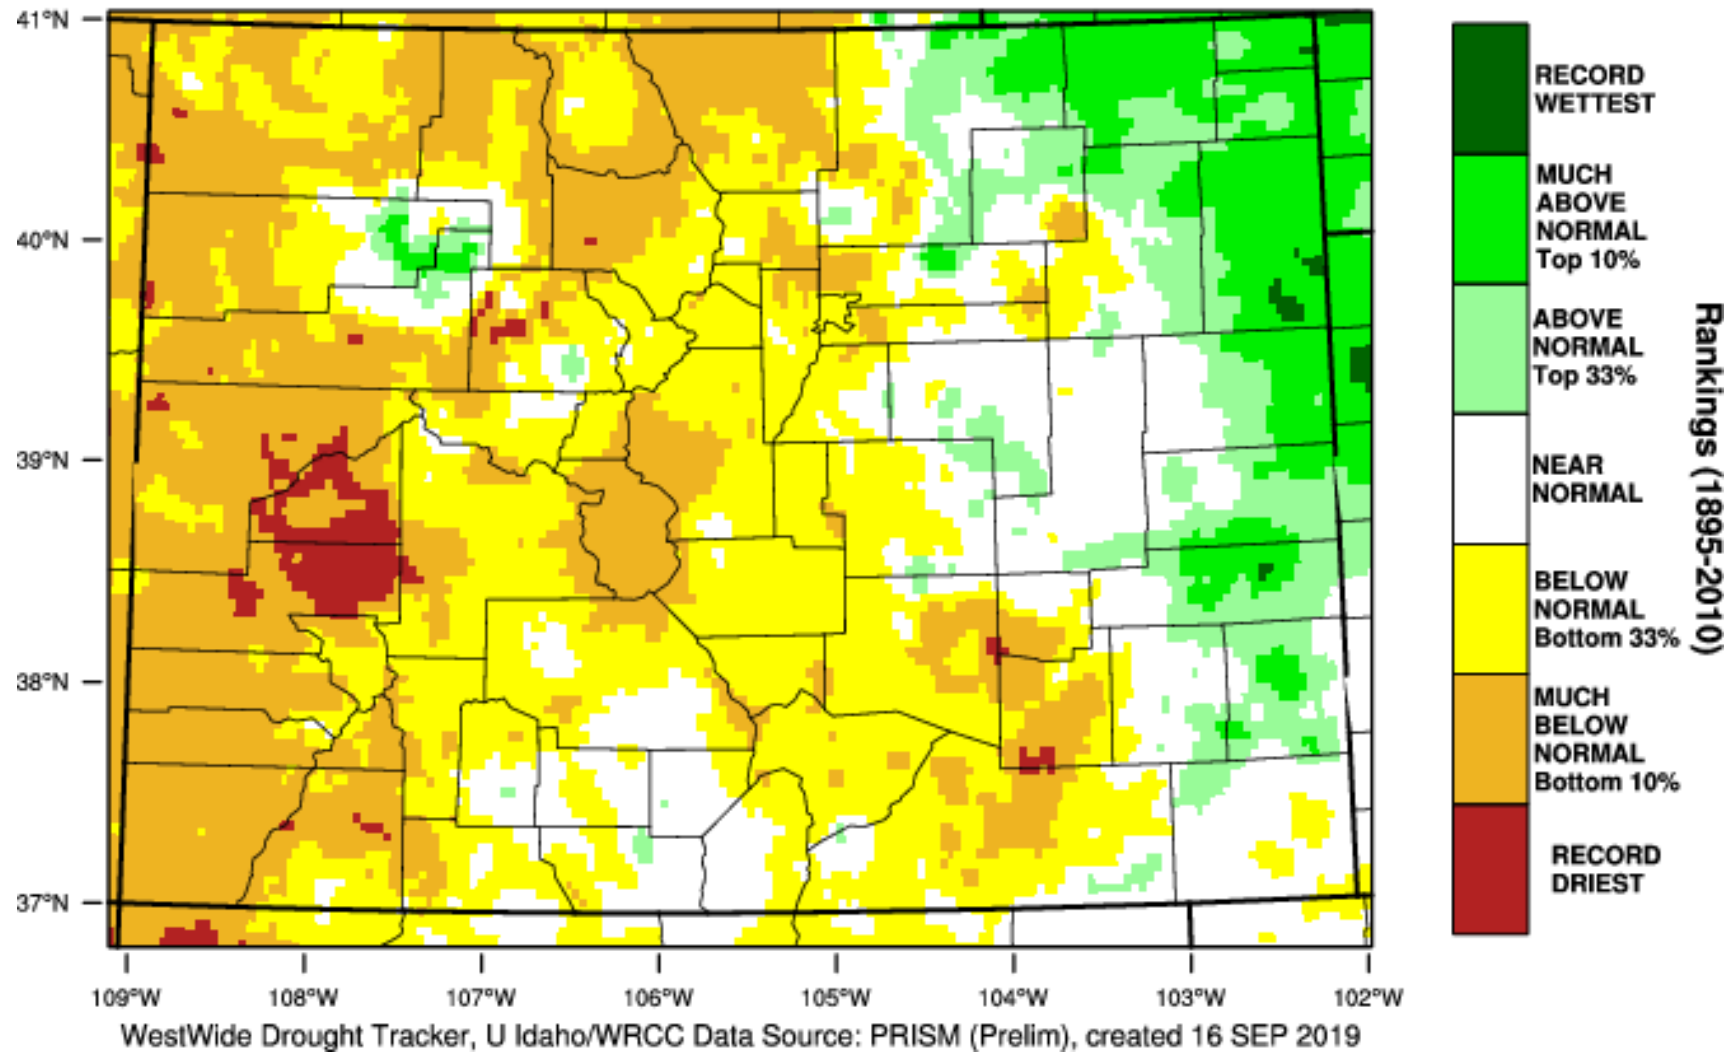 41°N
40°N
39°N
38°N
37°N
109°W 108°W 107°W 106°W 105°W 104°W 103°W 102°W
WestWide Drought Tracker, U Idaho/WRCC Data Source: PRISM (Prelim), created 16 SEP 2019
RECORD
WETTEST
MUCH
ABOVE
NORMAL
Top 10%
ABOVE
NORMAL
Top 33%
NEAR
NORMAL
BELOW
NORMAL
Bottom 33%
MUCH
BELOW
NORMAL
Bottom 10%
RECORD
DRIEST
Rankings (1895-2010)